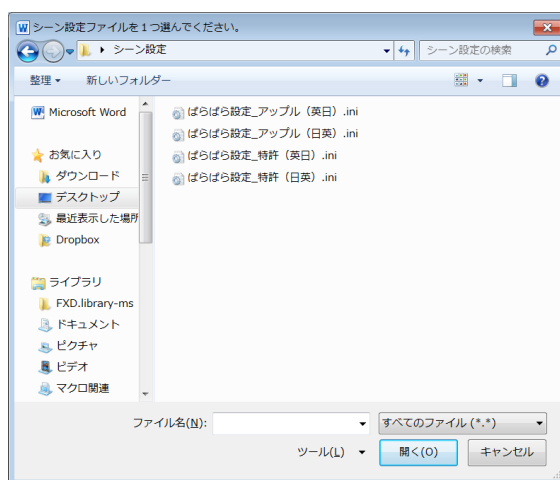 シーン設定ファイルを１つ選んでください。
シーン設定
シーン設定の検索
整理
新しいフォルダー
Microsoft Word
お気に入り
ダウンロード
デスクトップ
最近表示した場所
Dropbox
ライブラリ
FXD.library-ms
ドキュメント
ピクチャ
ビデオ
マクロ関連
ぱらぱら設定_アップル（英日）.ini
ぱらぱら設定_アップル（日英）.ini
ぱらぱら設定_特許（英日）.ini
ぱらぱら設定_特許（日英）.ini
ファイル名(N):
すべてのファイル (*.*)
ツール(L)
開く(O)
キャンセル